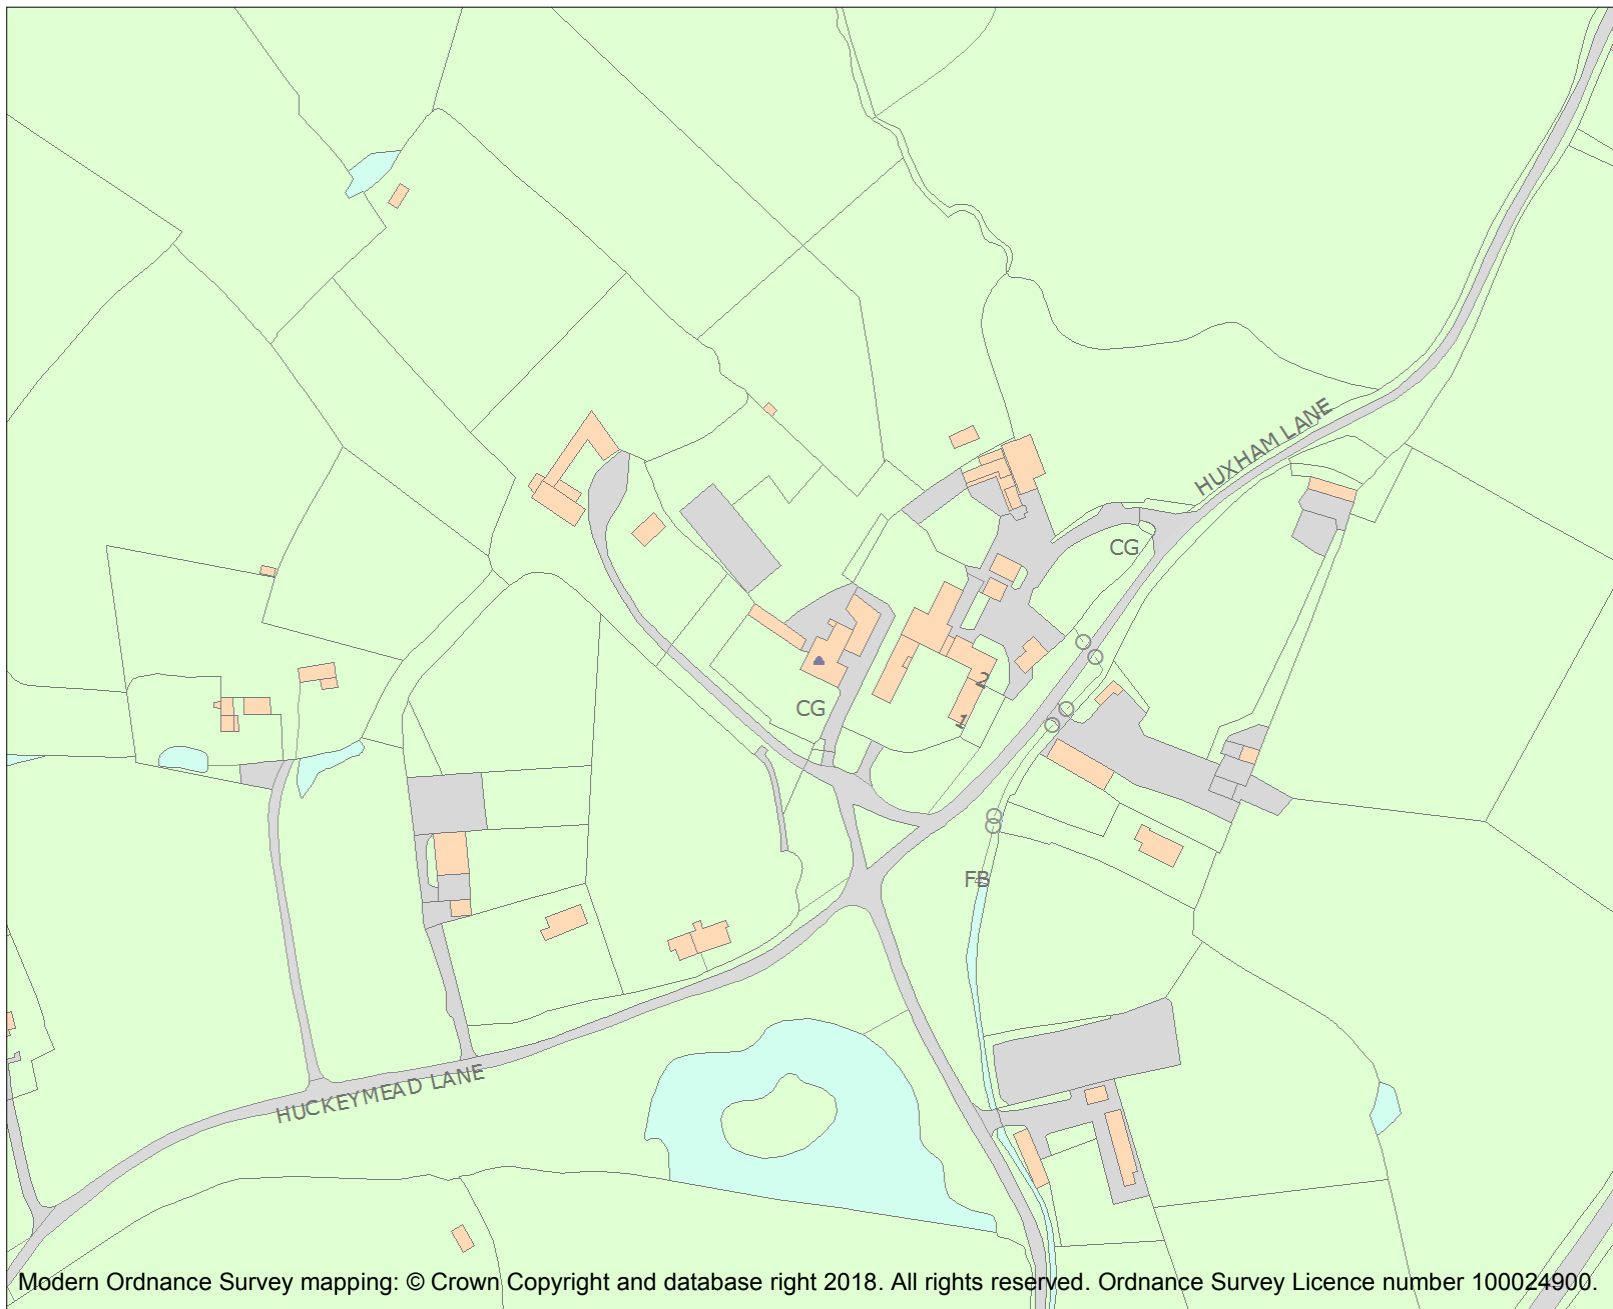 HUXHAM LANE
CG
2
CG
1
FB
HUCKEYMEAD LANE
Modern Ordnance Survey mapping: © Crown Copyright and database right 2018. All rights reserved. Ordnance Survey Licence number 100024900.